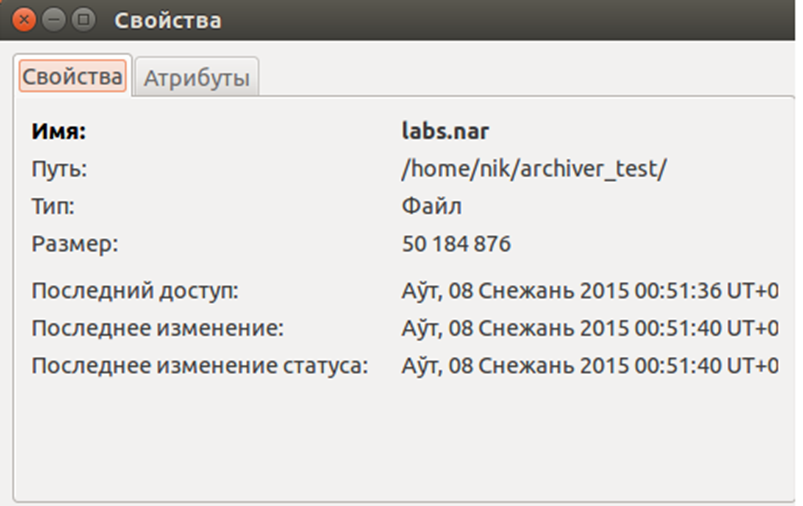 Свойства
Свойства Атрибуты
Имя: labs.nar
Путь: /home/nik/archiver_test/
Тип: Файл
Размер: 50 184 876
Последний доступ: Аўт, 08 Снежань 2015 00:51:36 UT+0
Последнее изменение: Аўт, 08 Снежань 2015 00:51:40 UT+0
Последнее изменение статуса: Аўт, 08 Снежань 2015 00:51:40 UT+0